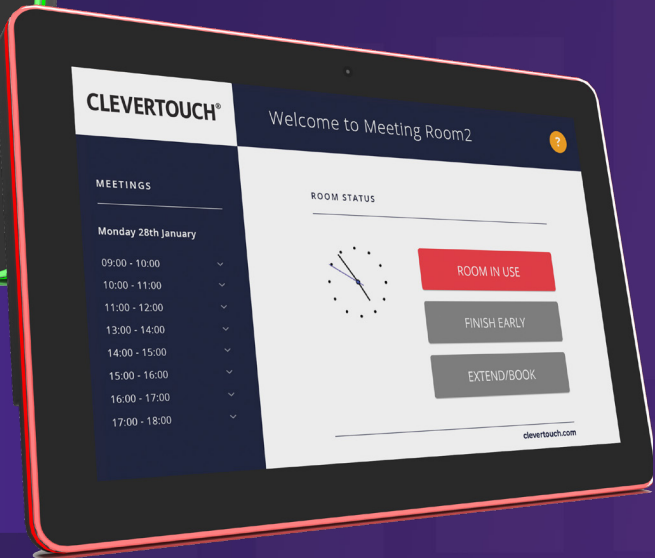 CLEVERTOUCH®
Welcome to Meeting Room2
?
MEETINGS
Monday 28th January
09:00 - 10:00
10:00 - 11:00
11:00 - 12:00
13:00 - 14:00
14:00 - 15:00
15:00 - 16:00
16:00 - 17:00
17:00 - 18:00
ROOM STATUS
ROOM IN USE
FINISH EARLY
EXTEND/BOOK
clevertouch.com